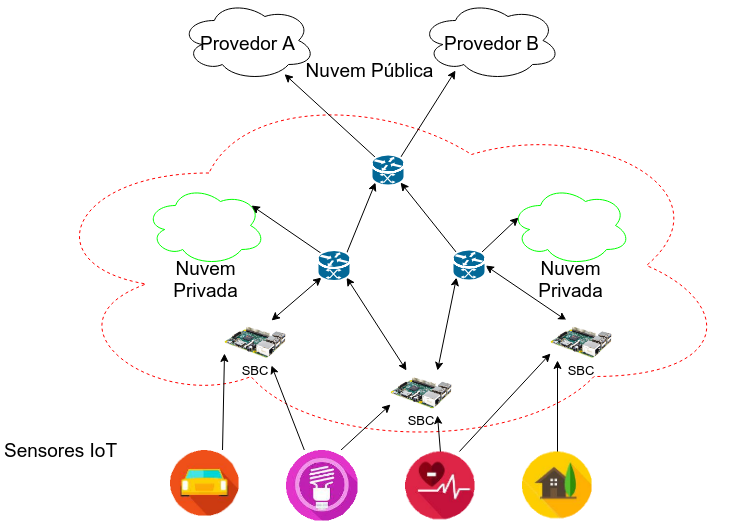 Provedor A
Provedor B
Nuvem Pública
Nuvem
Privada
Nuvem
Privada
SBC
SBC
SBC
Sensores IoT